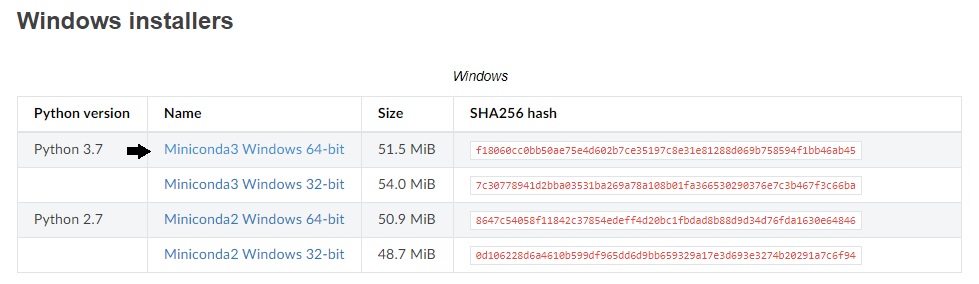 Windows installers
Windows
Python version Name Size SHA256 hash
Python 3.7 Miniconda3 Windows 64-bit 51.5 MiB f18060cc0bb50ae75e4d602b7ce35197c8e31e81288d069b758594f1bb46ab45
Miniconda3 Windows 32-bit 54.0 MiB 7c30778941d2bba03531ba269a78a108b01fa366530290376e7c3b467f3c66ba
Python 2.7 Miniconda2 Windows 64-bit 50.9 MiB 8647c54058f11842c37854edeff4d20bc1fbdad8b88d9d34d76fda1630e64846
Miniconda2 Windows 32-bit 48.7 MiB 0d106228d6a4610b599df965dd6d9bb659329a17e3d693e3274b20291a7c6f94